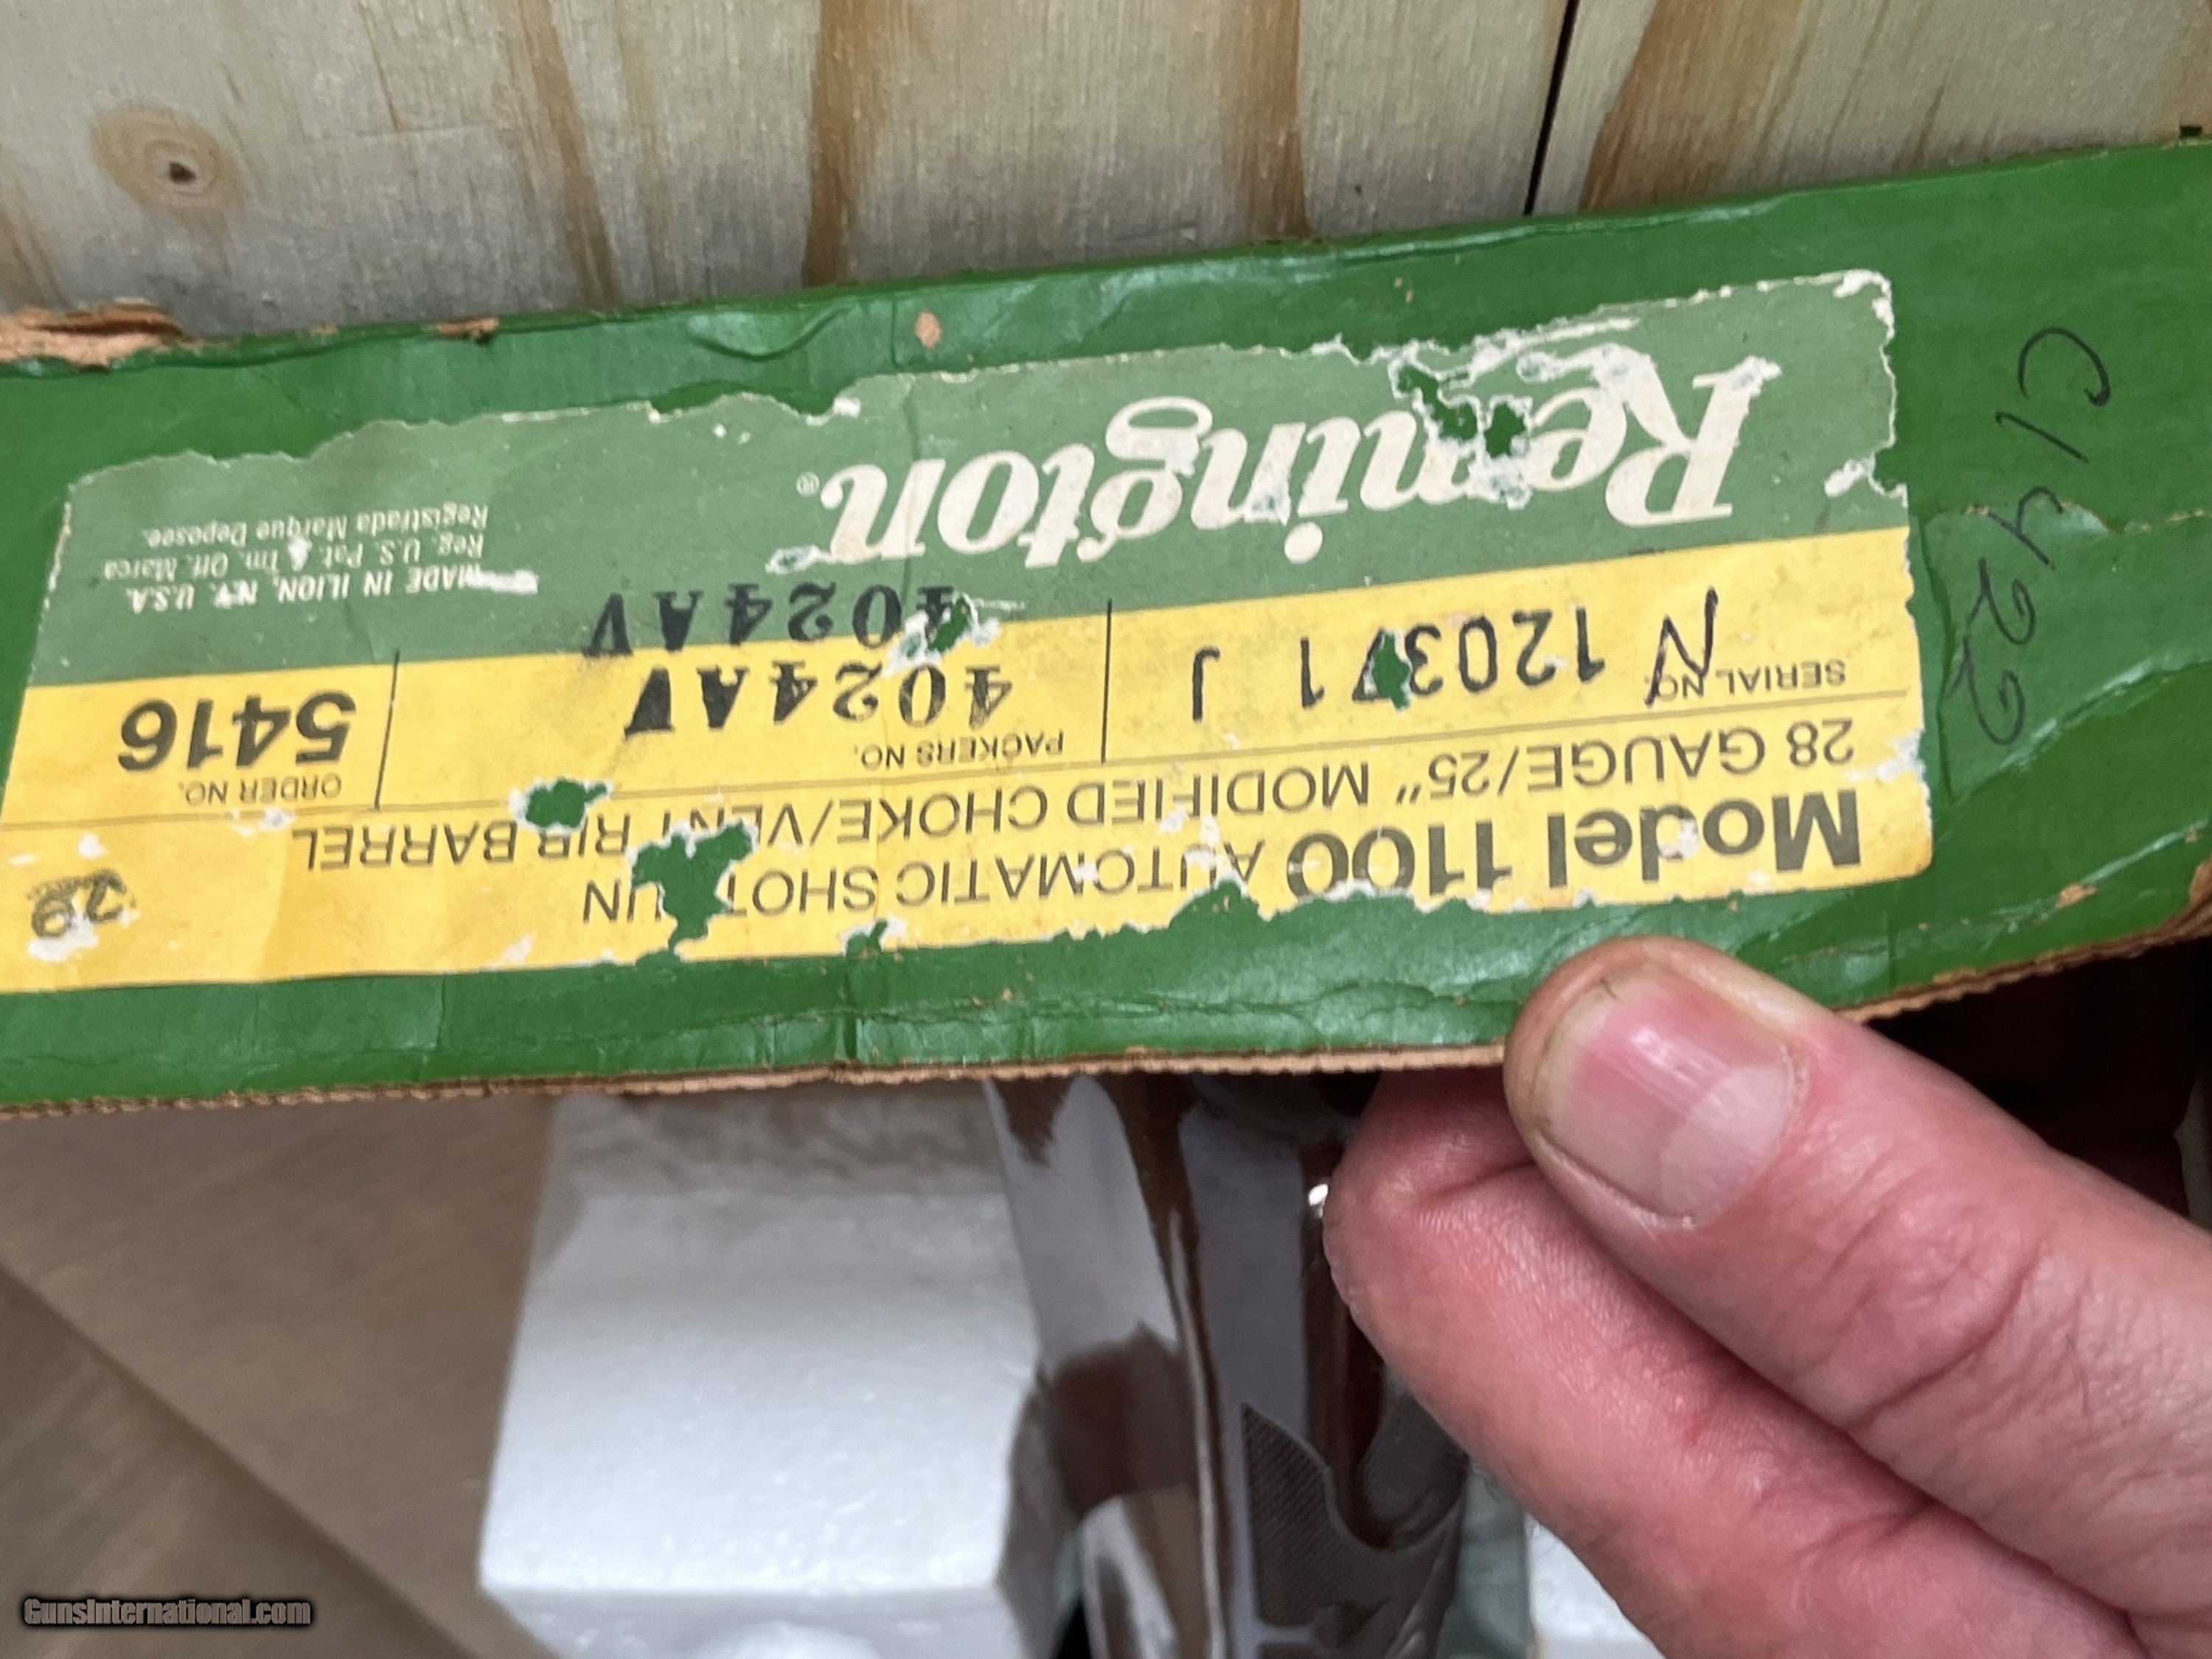 Model 1100 AUTOMATIC SHOTGUN
28 GAUGE/25" MODIFIED CHOKE/VENT RIB BARREL
SERIAL NO.
N 120371 J
PACKERS NO.
4024AV
4024AV
ORDER NO.
5416
Remington®
MADE IN ILION, N.Y. U.S.A.
Reg. U.S. Pat. & Tm. Off. Marca
Registrada Marque Deposee.
GunsInternational.com